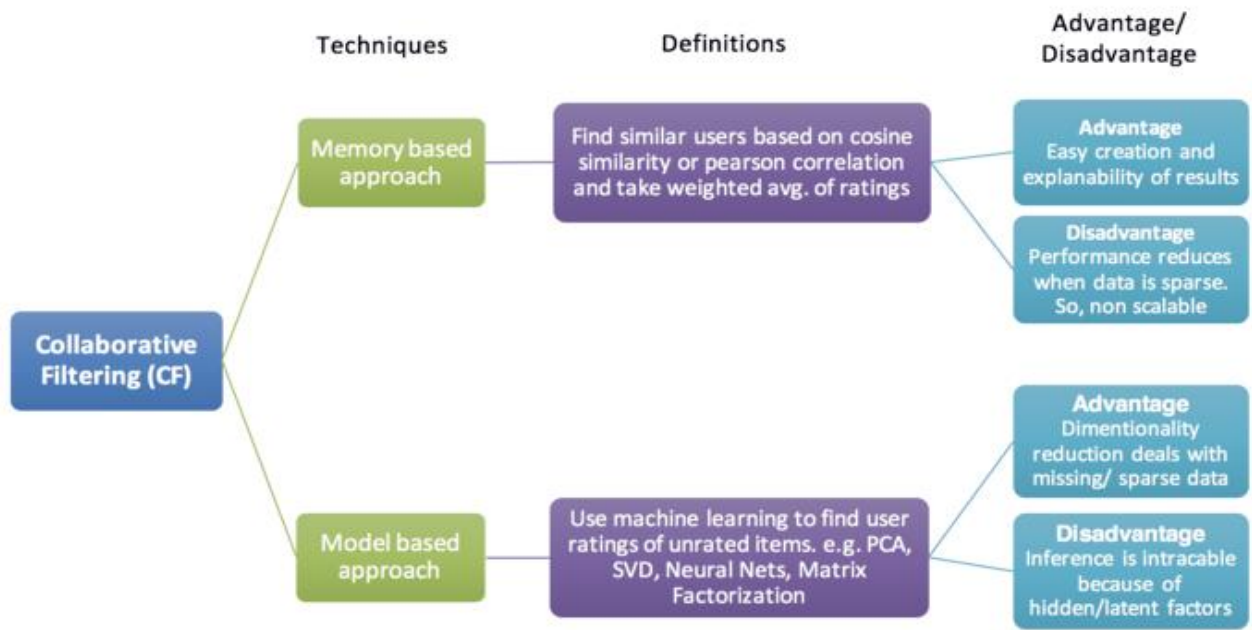 Techniques
Definitions
Advantage/
Disadvantage
Collaborative
Filtering (CF)
Memory based
approach
Find similar users based on cosine
similarity or pearson correlation
and take weighted avg. of ratings
Advantage
Easy creation and
explanability of results
Disadvantage
Performance reduces
when data is sparse.
So, non scalable
Model based
approach
Use machine learning to find user
ratings of unrated items. e.g. PCA,
SVD, Neural Nets, Matrix
Factorization
Advantage
Dimentionality
reduction deals with
missing/ sparse data
Disadvantage
Inference is intracable
because of
hidden/latent factors